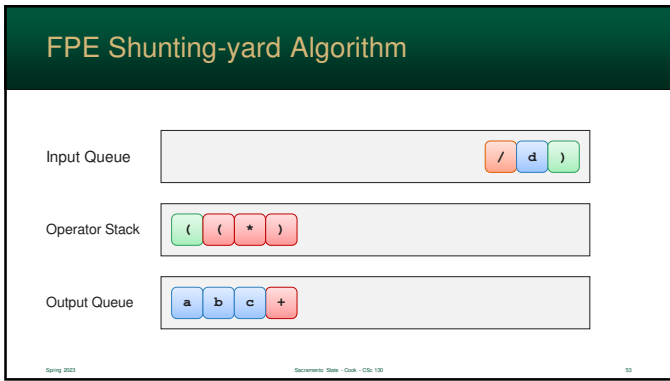 FPE Shunting-yard Algorithm
Input Queue / d )
Operator Stack ( ( * )
Output Queue a b c +
Spring 2023 Sacramento State - Cook - CSc 130 53